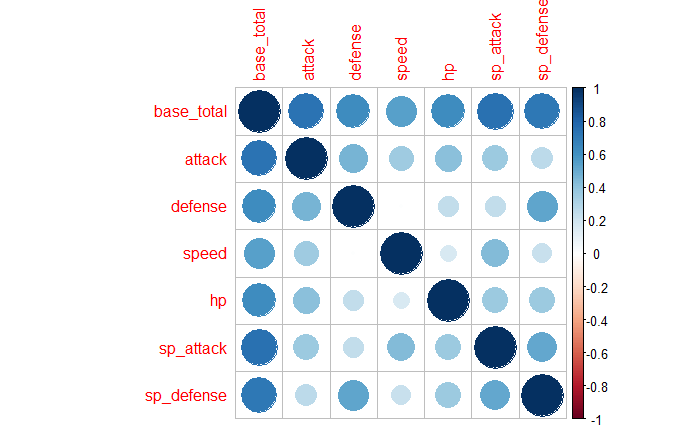 base_total
attack
defense
speed
hp
sp_attack
sp_defense
base_total
attack
defense
speed
hp
sp_attack
sp_defense
1
0.8
0.6
0.4
0.2
0
-0.2
-0.4
-0.6
-0.8
-1